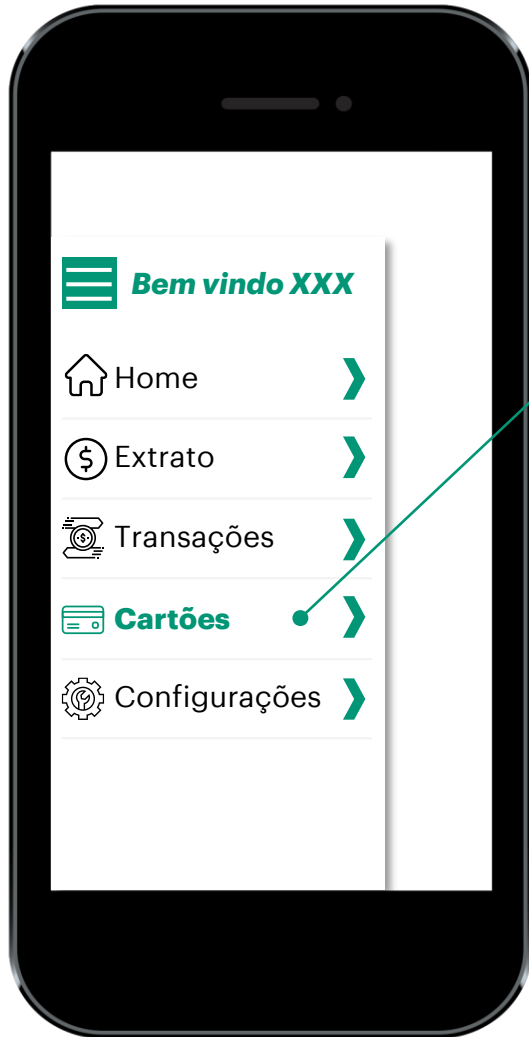 Bem vindo XXX
Home
Extrato
Transações
Cartões
Configurações